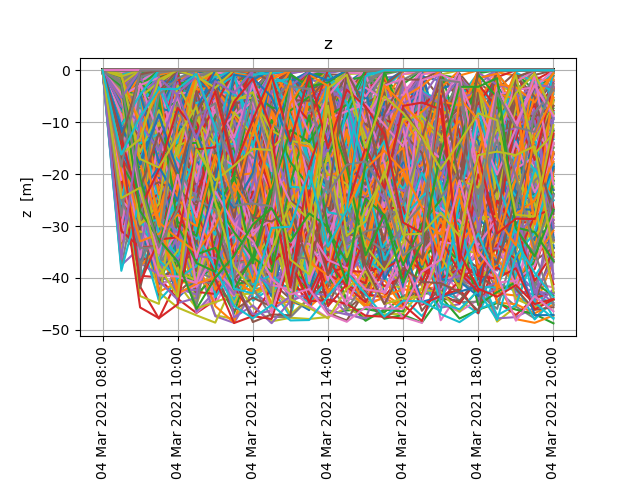 z
0
−10
−20
−30
−40
−50
z [m]
04 Mar 2021 08:00
04 Mar 2021 10:00
04 Mar 2021 12:00
04 Mar 2021 14:00
04 Mar 2021 16:00
04 Mar 2021 18:00
04 Mar 2021 20:00